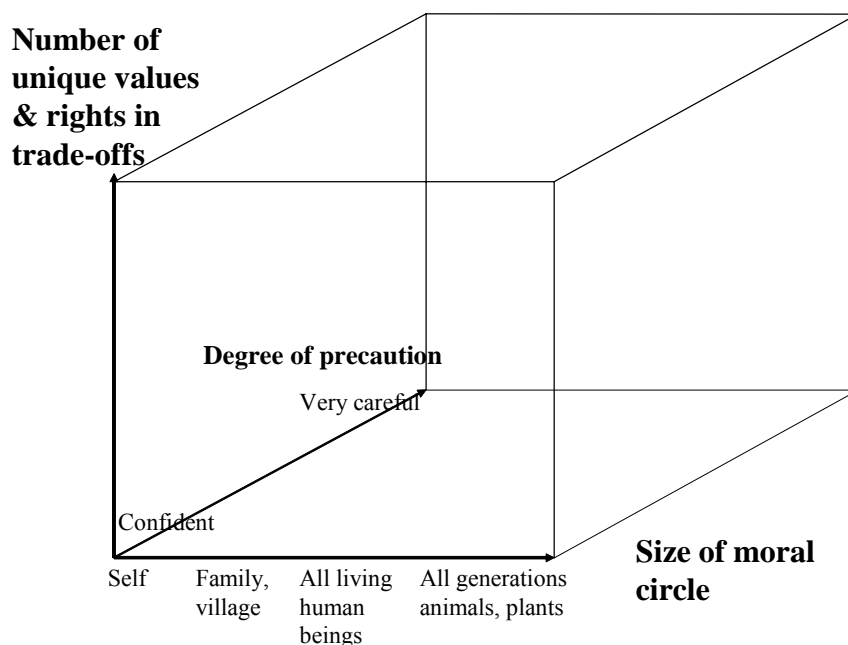 Number of
unique values
& rights in
trade-offs
Degree of precaution
Very careful
Confident
Size of moral
circle
Self
Family,
village
All living
human
beings
All generations
animals, plants